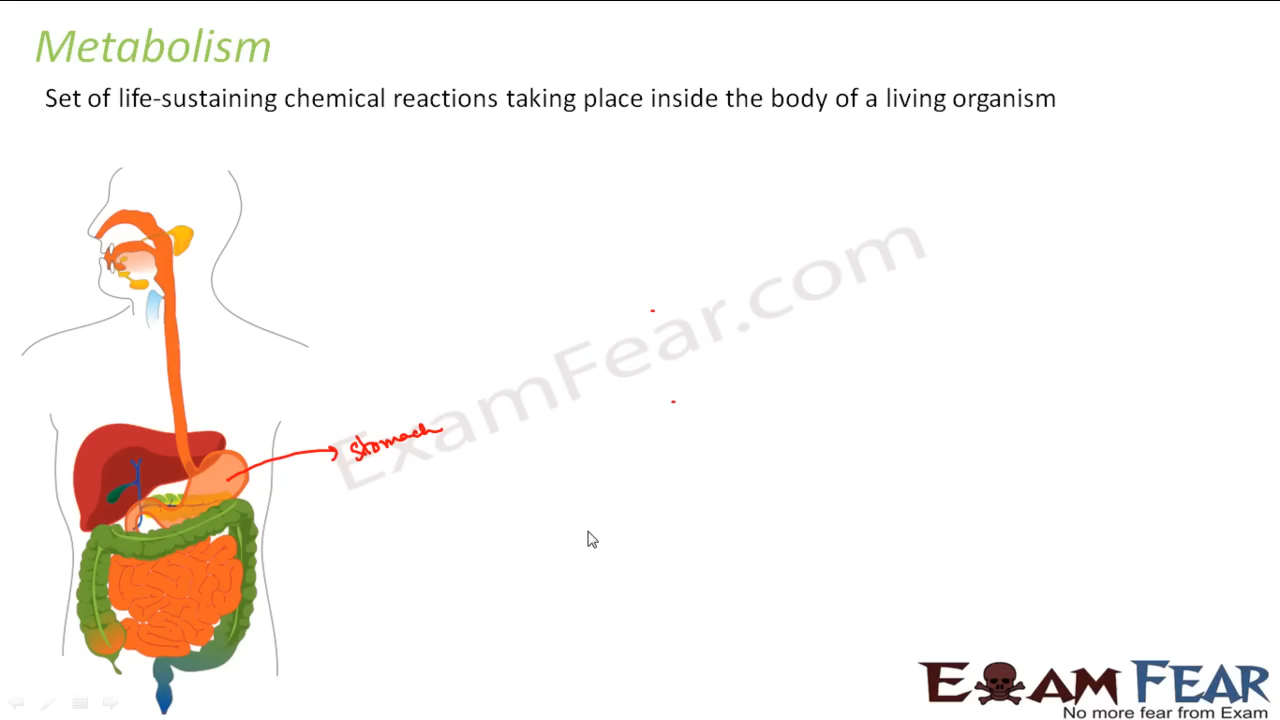 Metabolism
Set of life-sustaining chemical reactions taking place inside the body of a living organism
ExamFear.com
Stomach
EXAM FEAR
No more fear from Exam